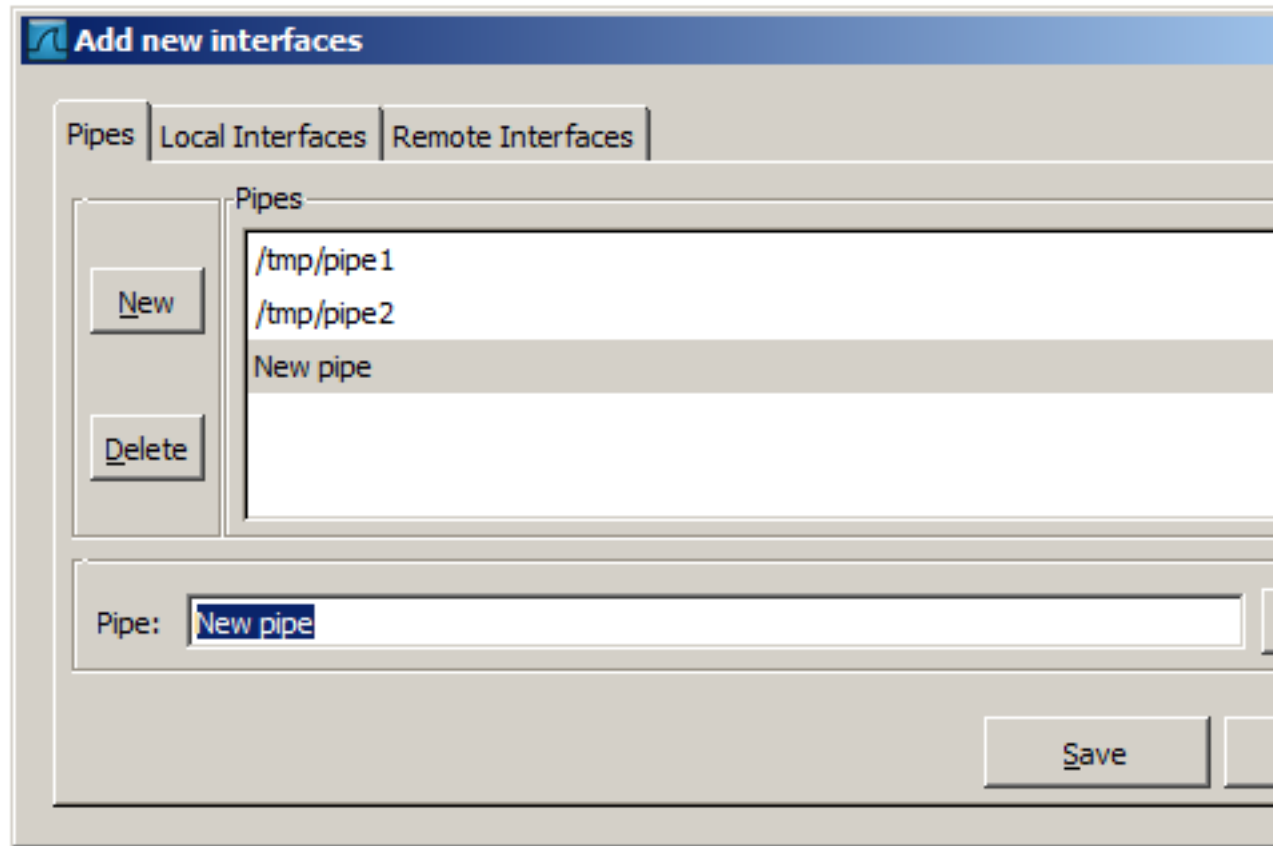 Add new interfaces
Pipes Local Interfaces Remote Interfaces
Pipes
/tmp/pipe1
/tmp/pipe2
New pipe
New
Delete
Pipe: New pipe
Save